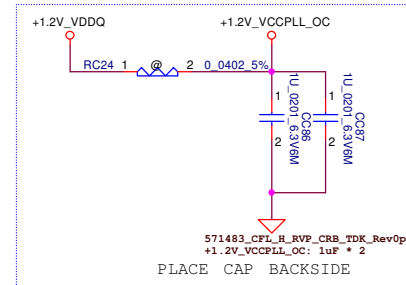 +1.2V_VDDQ
+1.2V_VCCPLL_OC
RC24 1 @ 2 0_0402_5%
1
2
CC86
1U_0201_6.3V6M
1
2
CC87
1U_0201_6.3V6M
571483_CFL_H_RVP_CRB_TDK_Rev0p
+1.2V_VCCPLL_OC: 1uF * 2
PLACE CAP BACKSIDE